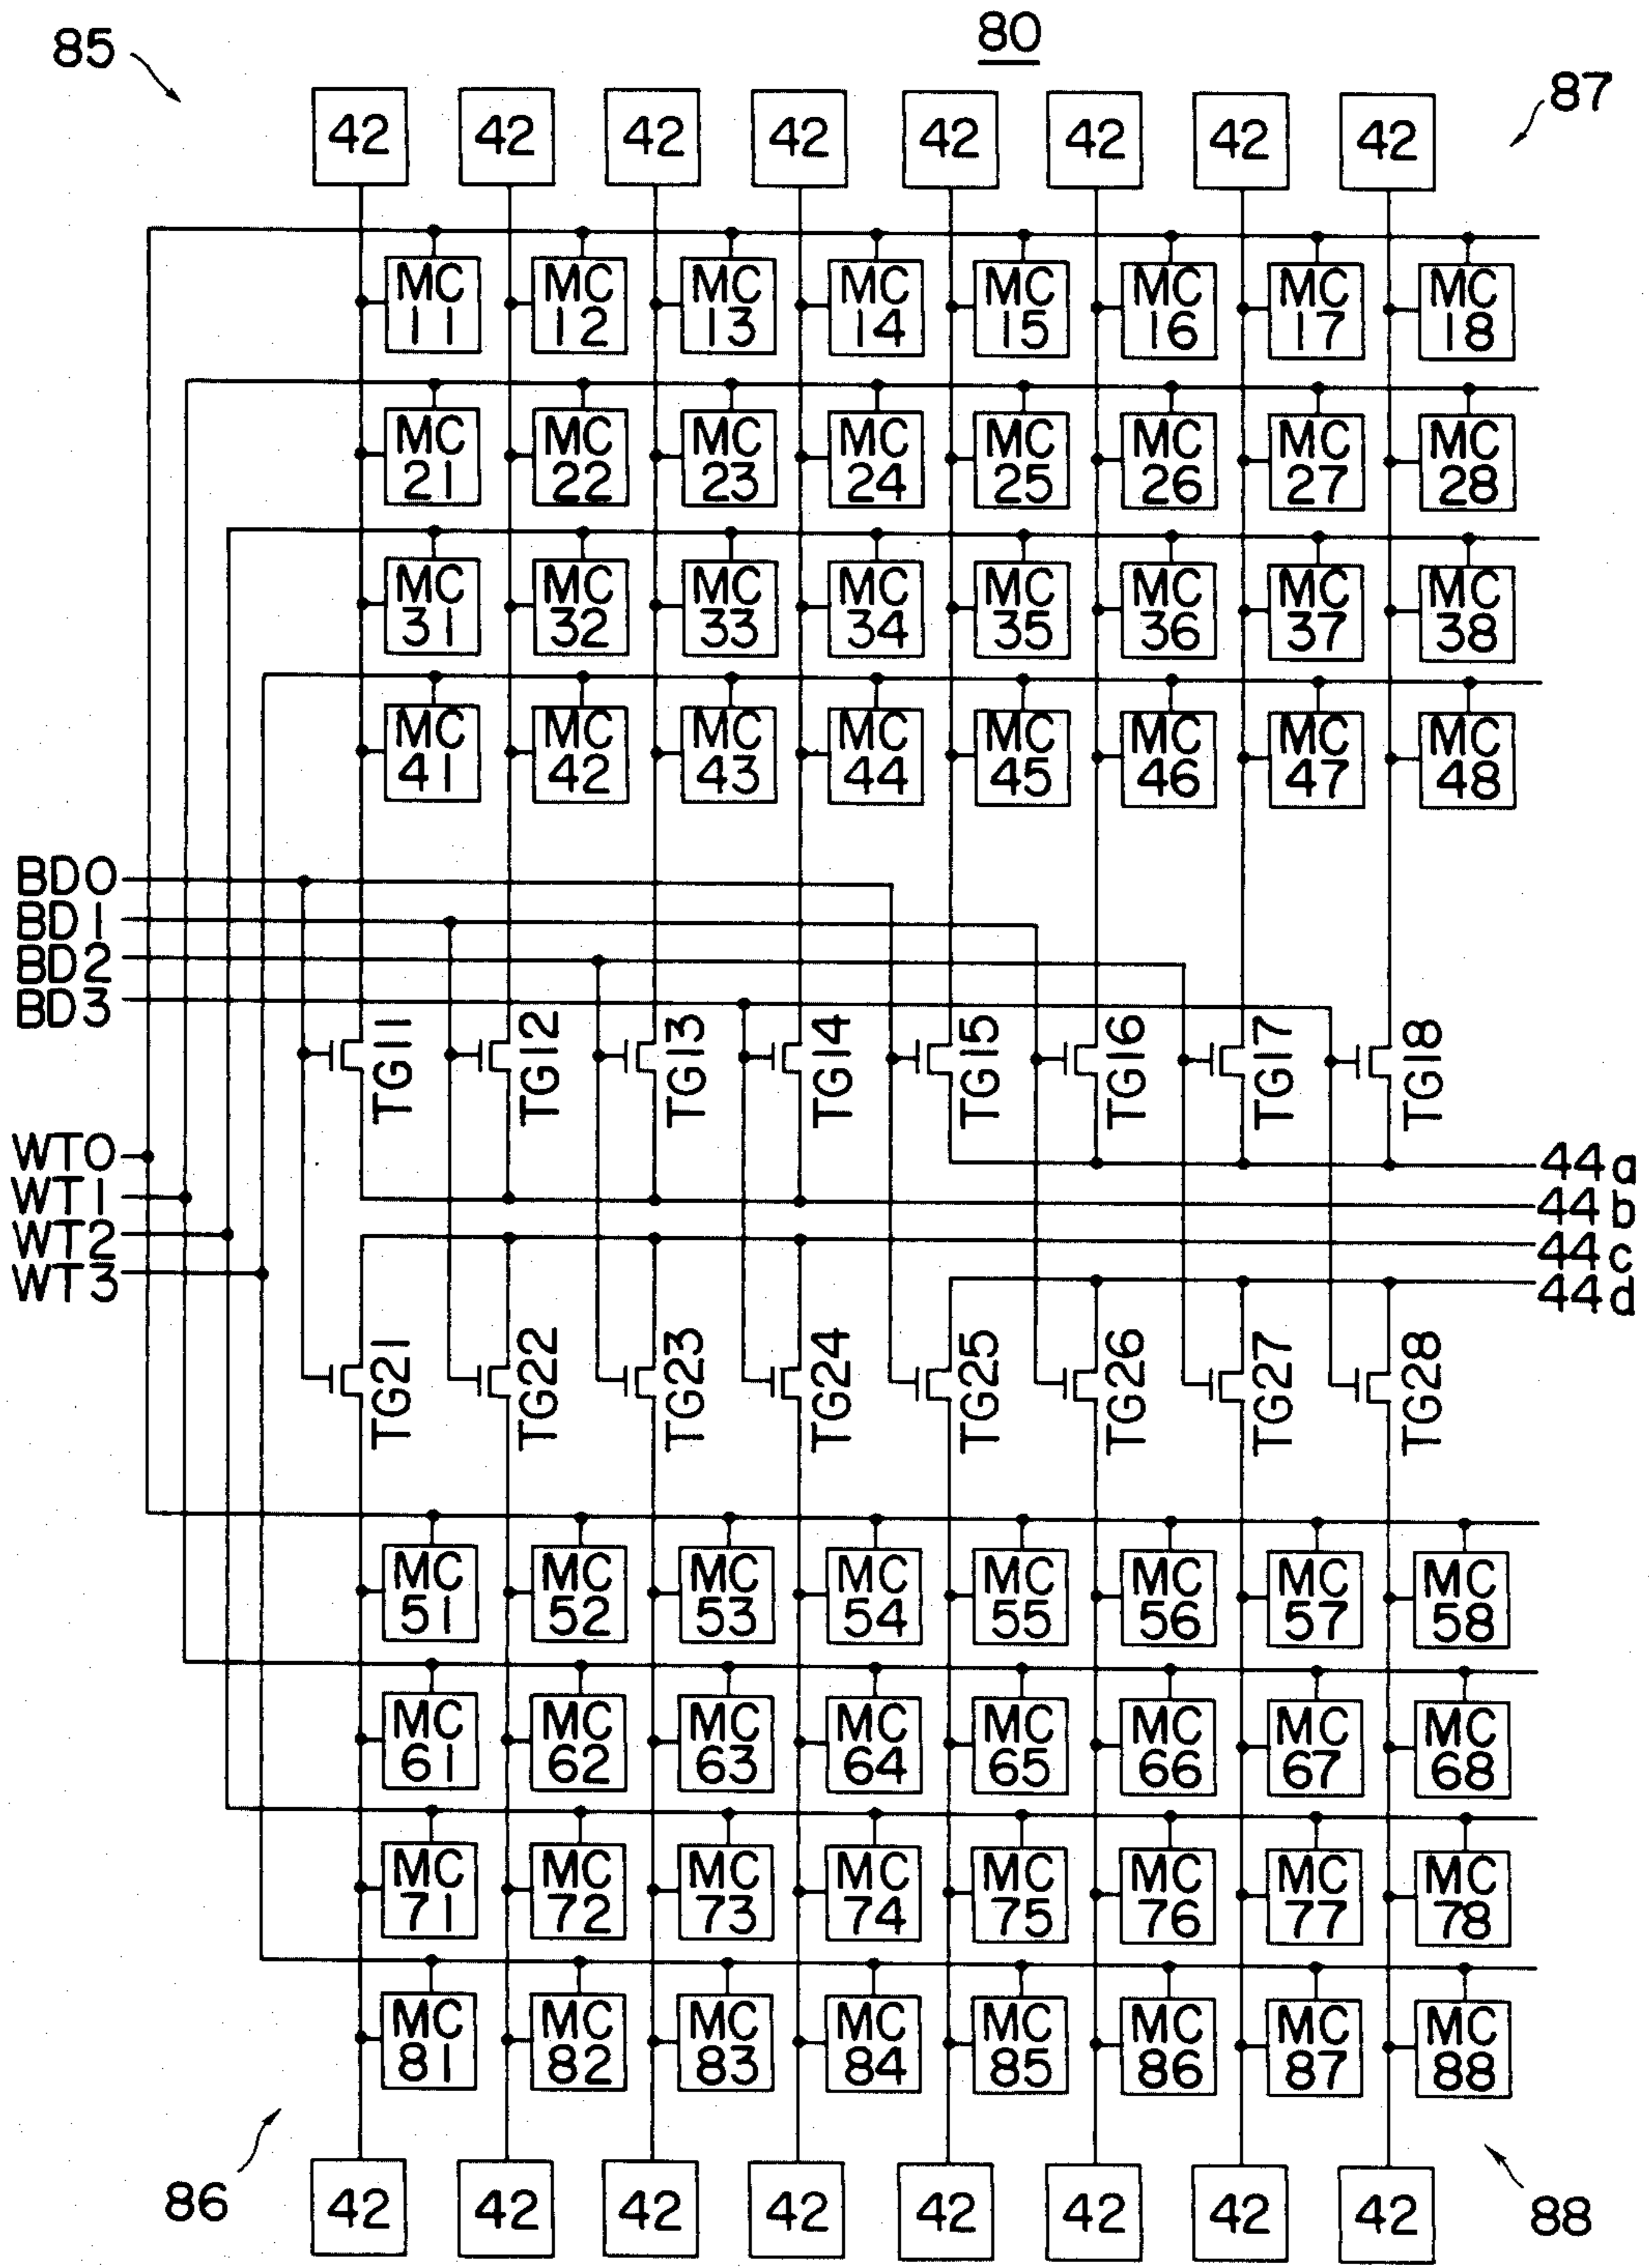 80
85
87
42 42 42 42 42 42 42 42
MC 11 MC 12 MC 13 MC 14 MC 15 MC 16 MC 17 MC 18
MC 21 MC 22 MC 23 MC 24 MC 25 MC 26 MC 27 MC 28
MC 31 MC 32 MC 33 MC 34 MC 35 MC 36 MC 37 MC 38
MC 41 MC 42 MC 43 MC 44 MC 45 MC 46 MC 47 MC 48
BD0
BD1
BD2
BD3
TG11 TG12 TG13 TG14 TG15 TG16 TG17 TG18
WT0
WT1
WT2
WT3
44a
44b
44c
44d
TG21 TG22 TG23 TG24 TG25 TG26 TG27 TG28
MC 51 MC 52 MC 53 MC 54 MC 55 MC 56 MC 57 MC 58
MC 61 MC 62 MC 63 MC 64 MC 65 MC 66 MC 67 MC 68
MC 71 MC 72 MC 73 MC 74 MC 75 MC 76 MC 77 MC 78
MC 81 MC 82 MC 83 MC 84 MC 85 MC 86 MC 87 MC 88
86
42 42 42 42 42 42 42 42
88